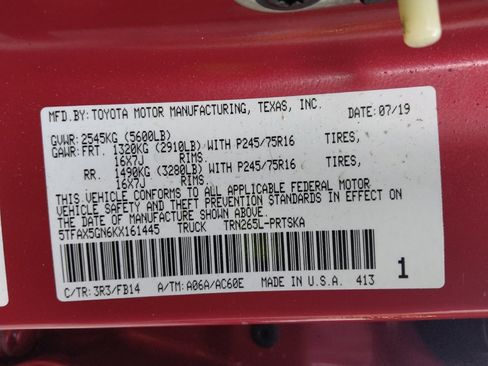 MFD.BY: TOYOTA MOTOR MANUFACTURING, TEXAS, INC. DATE: 07/19
GVWR: 2545KG (5600LB)
GAWR: FRT. 1320KG (2910LB) WITH P245/75R16 TIRES,
16X7J RIMS.
RR. 1490KG (3280LB) WITH P245/75R16 TIRES,
16X7J RIMS.
THIS VEHICLE CONFORMS TO ALL APPLICABLE FEDERAL MOTOR
VEHICLE SAFETY AND THEFT PREVENTION STANDARDS IN EFFECT ON
THE DATE OF MANUFACTURE SHOWN ABOVE.
5TFAX5GN6KX161445 TRUCK TRN265L-PRTSKA
C/TR: 3R3/FB14 A/TM: A06A/AC60E MADE IN U.S.A. 413 1